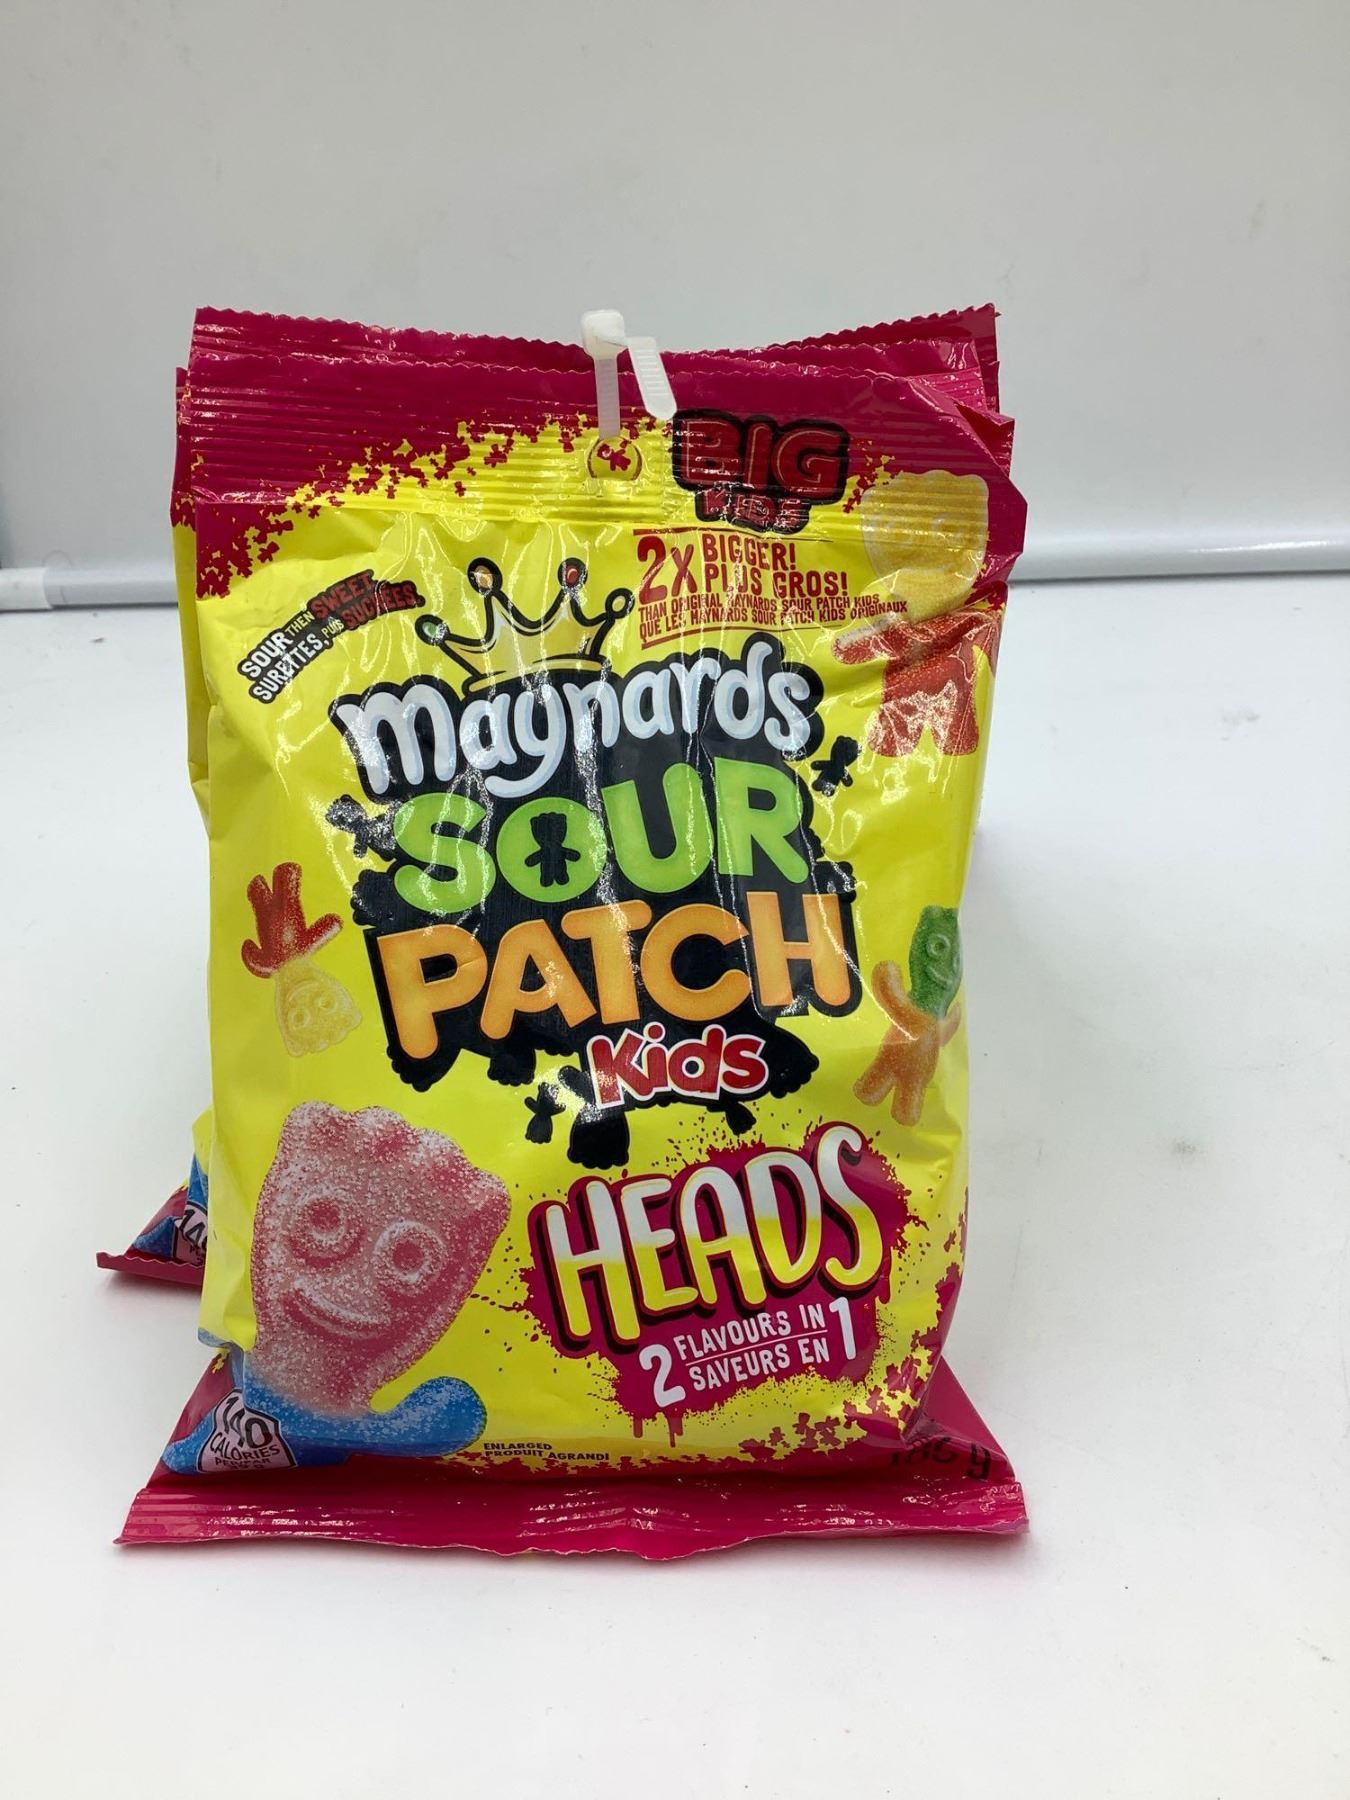 BIG
KIDS
2X BIGGER!
PLUS GROS!
THAN ORIGINAL MAYNARDS SOUR PATCH KIDS
QUE LES MAYNARDS SOUR PATCH KIDS ORIGINAUX
SOUR THEN SWEET
SURETTES, PUIS SUCRÉES.
maynards
SOUR
PATCH
Kids
HEADS
2 FLAVOURS IN 1
SAVEURS EN
140
CALORIES
ENLARGED
PRODUIT AGRANDI